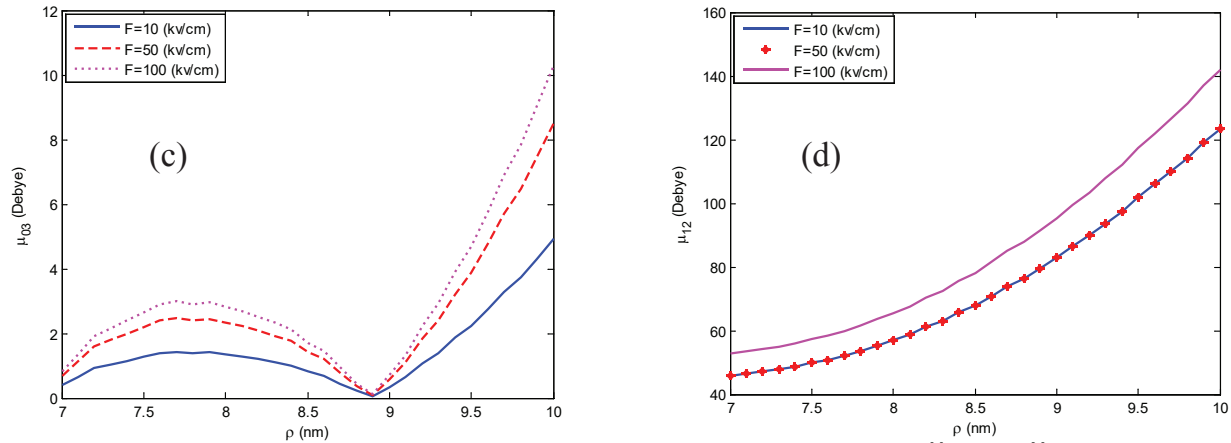 (c)
F=10 (kv/cm)
F=50 (kv/cm)
F=100 (kv/cm)
12
10
8
6
4
2
0
μ03 (Debye)
7
7.5
8
8.5
9
9.5
10
ρ (nm)
(d)
F=10 (kv/cm)
F=50 (kv/cm)
F=100 (kv/cm)
160
140
120
100
80
60
40
μ12 (Debye)
7
7.5
8
8.5
9
9.5
10
ρ (nm)